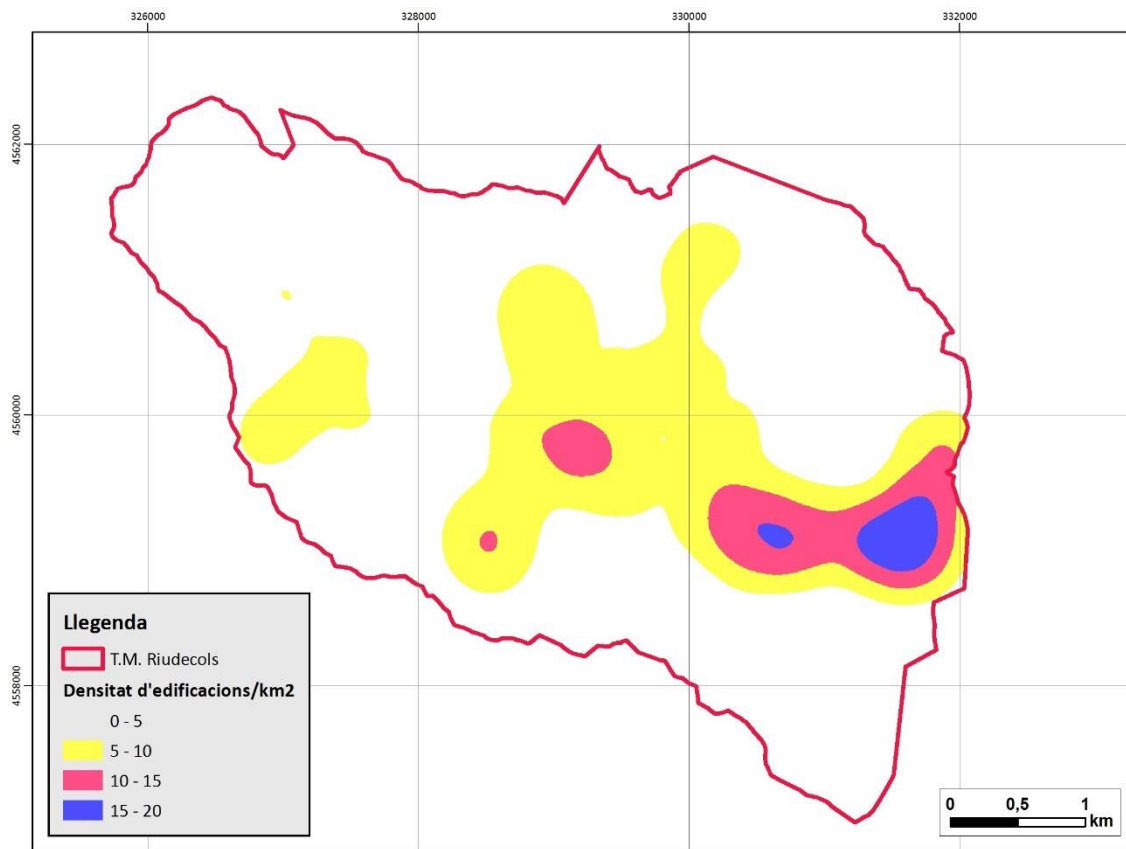 326000
328000
330000
332000
4562000
4560000
4558000
Llegenda
T.M. Riudecols
Densitat d'edificacions/km2
0 - 5
5 - 10
10 - 15
15 - 20
0 0,5 1
km